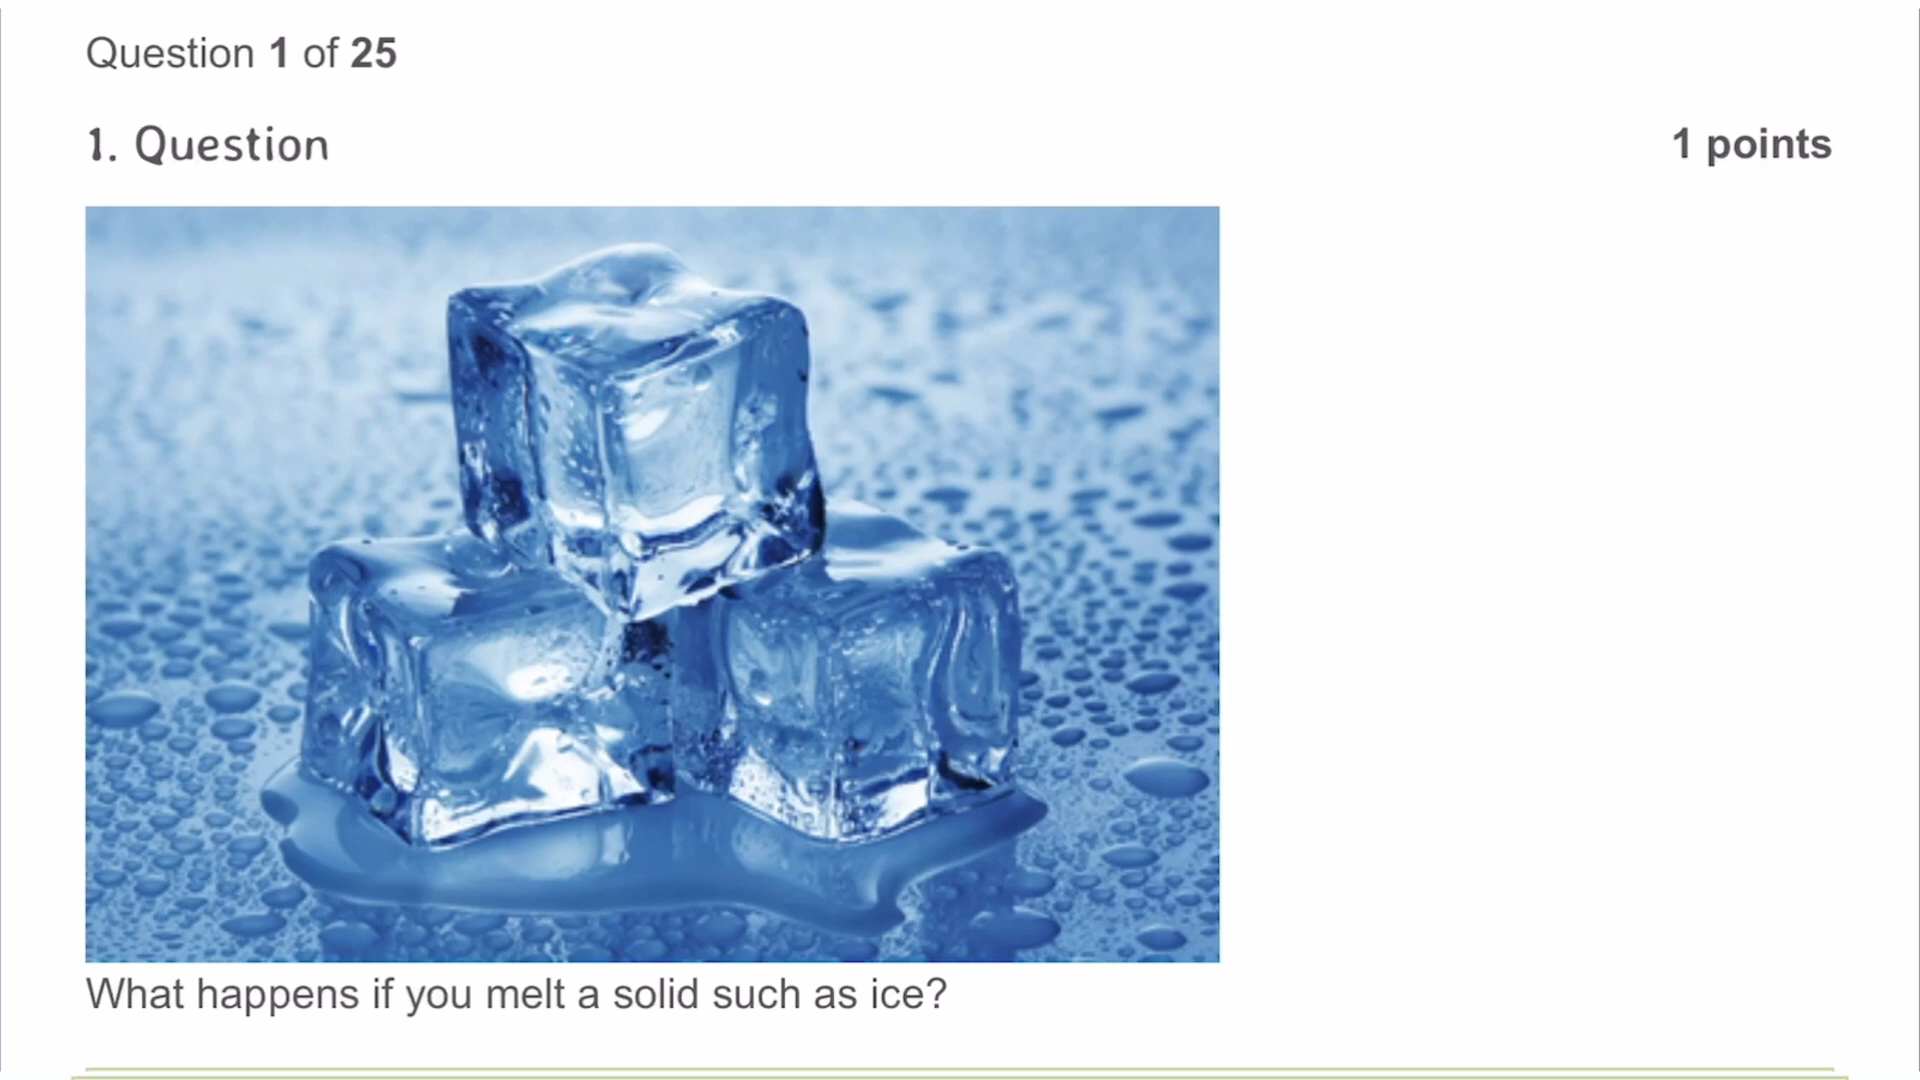 Question 1 of 25
1. Question
1 points
What happens if you melt a solid such as ice?